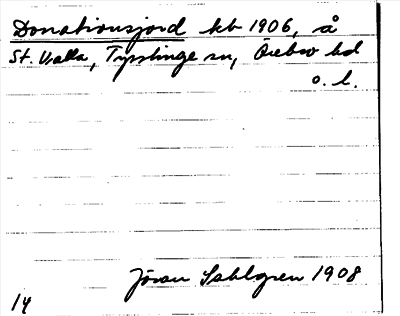 Donationsjord kb 1906, å
St. Valla, Tysslinge sn, Örebro hd
o. l.
Jöran Sahlgren 1908
14